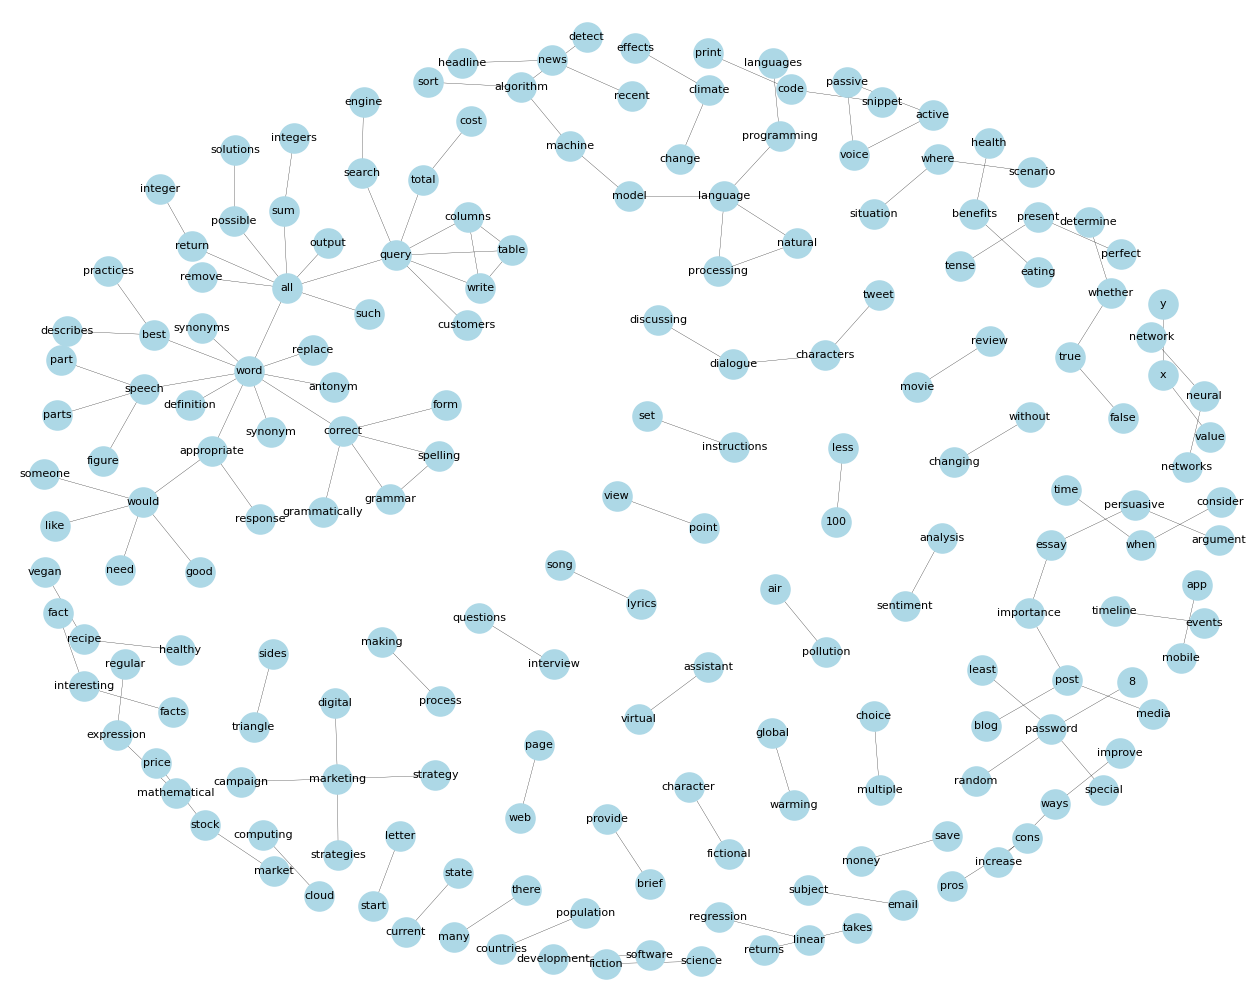 detect
effects
print
headline
news
languages
sort
algorithm
recent
climate
code
passive
snippet
active
engine
cost
machine
change
programming
voice
health
where
scenario
solutions
integers
search
total
model
language
integer
possible
sum
columns
situation
benefits
present
determine
return
output
query
table
natural
perfect
practices
remove
all
write
processing
tense
eating
whether
such
customers
tweet
y
describes
best
synonyms
discussing
network
part
replace
dialogue
characters
review
true
x
speech
word
antonym
movie
neural
parts
definition
form
set
without
false
value
synonym
correct
instructions
less
changing
networks
figure
appropriate
spelling
someone
would
grammar
view
time
persuasive
consider
like
response
grammatically
point
100
analysis
essay
when
argument
vegan
need
good
song
air
app
fact
lyrics
sentiment
importance
timeline
events
recipe
healthy
questions
making
pollution
mobile
regular
sides
interview
assistant
least
post
8
interesting
facts
digital
process
virtual
choice
blog
password
media
expression
triangle
page
global
improve
price
campaign
marketing
strategy
character
multiple
random
special
mathematical
web
warming
ways
stock
computing
letter
provide
save
cons
market
strategies
state
fictional
money
increase
cloud
start
there
brief
subject
pros
current
many
population
regression
email
countries
returns
linear
takes
development
fiction
software
science